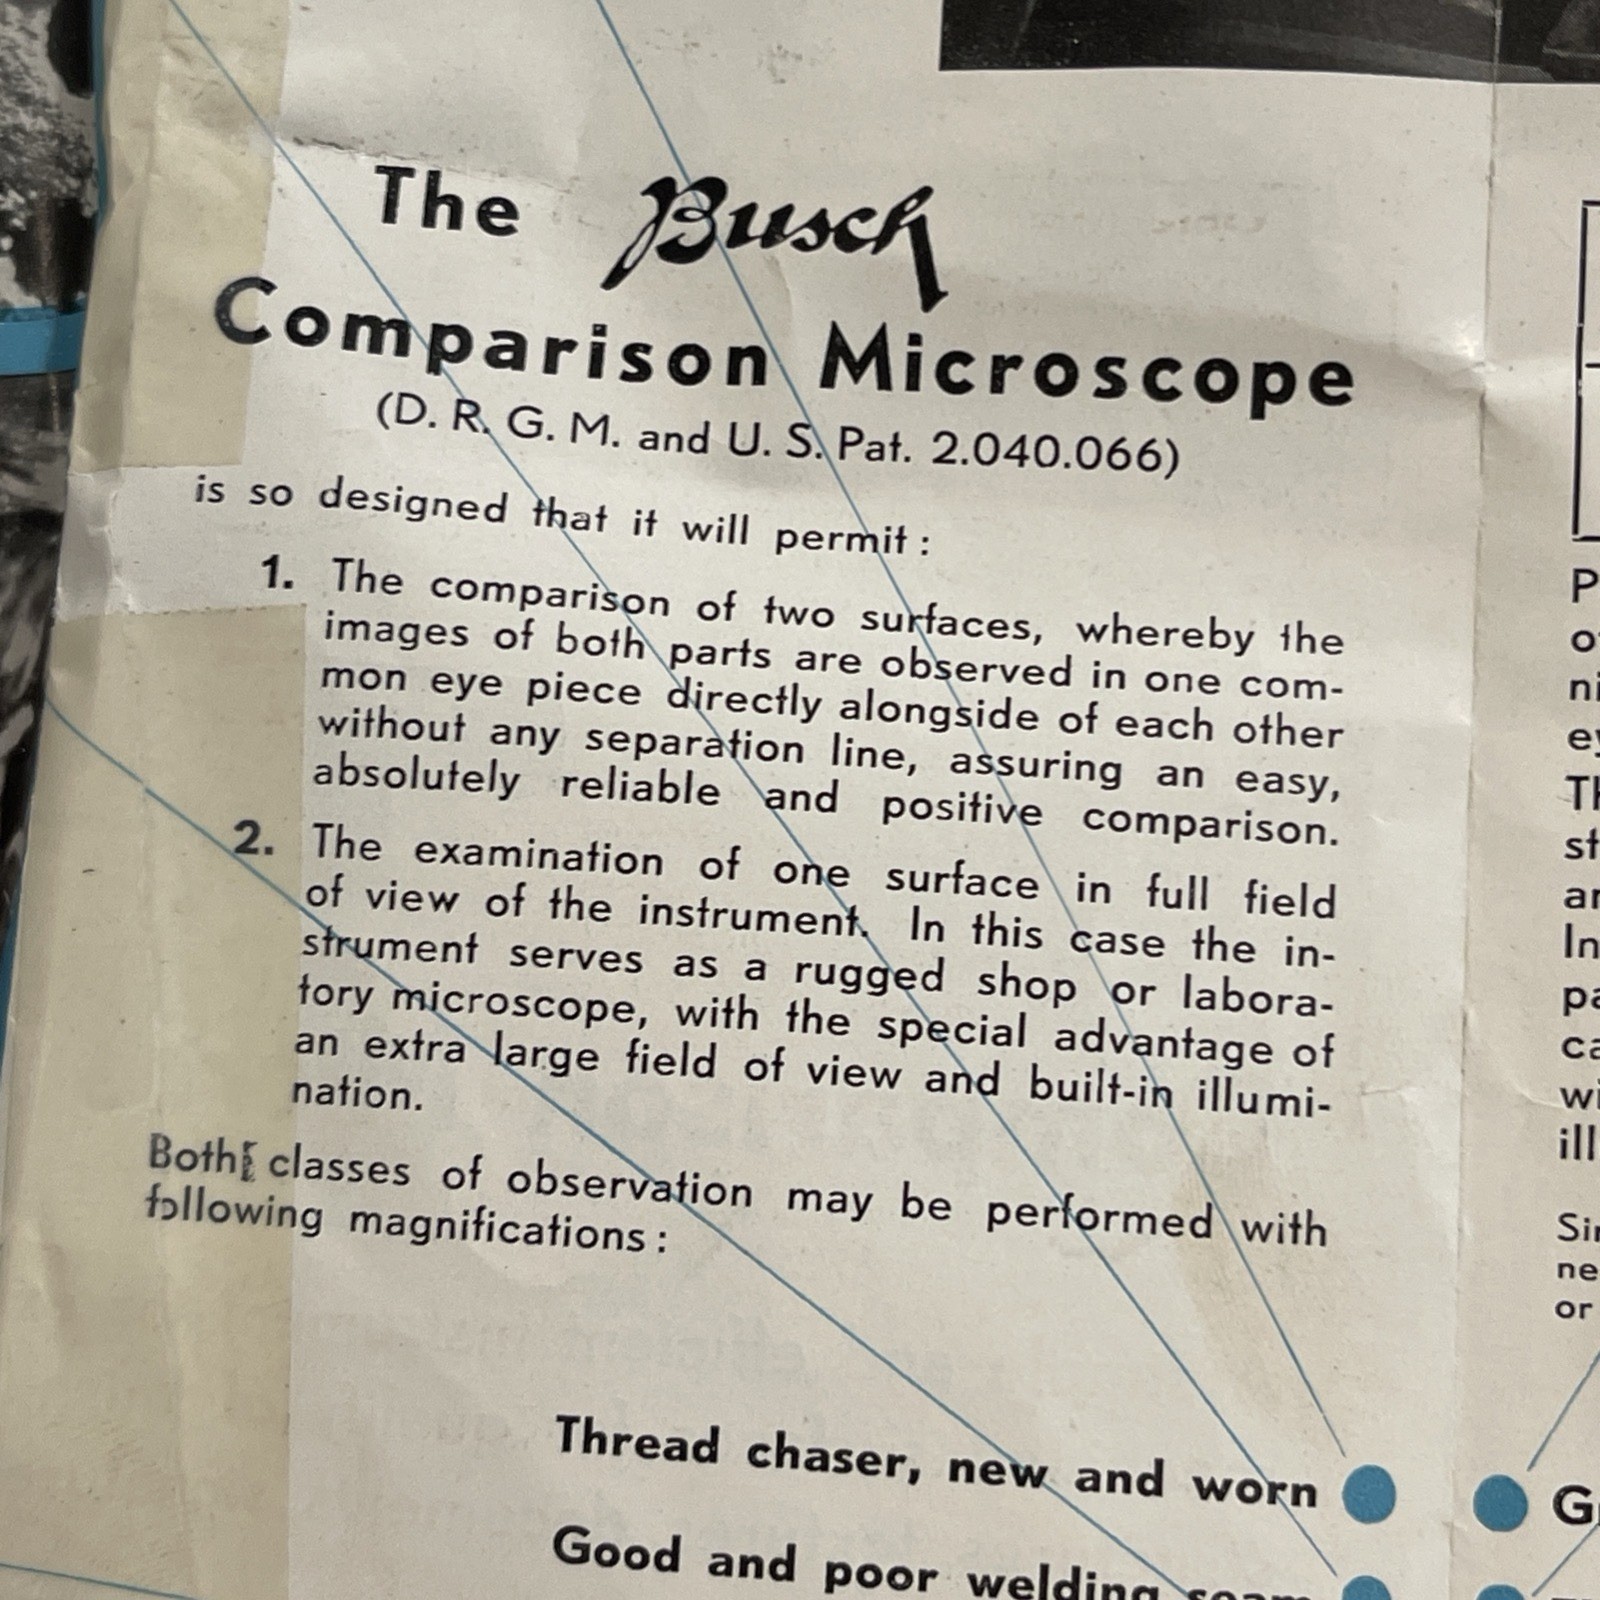 The Busch
Comparison Microscope
(D. R. G. M. and U. S. Pat. 2.040.066)
is so designed that it will permit :
1. The comparison of two surfaces, whereby the
images of both parts are observed in one com-
mon eye piece directly alongside of each other
without any separation line, assuring an easy,
absolutely reliable and positive comparison.
2. The examination of one surface in full field
of view of the instrument. In this case the in-
strument serves as a rugged shop or labora-
tory microscope, with the special advantage of
an extra large field of view and built-in illumi-
nation.
Both classes of observation may be performed with
following magnifications :
Thread chaser, new and worn
Good and poor welding